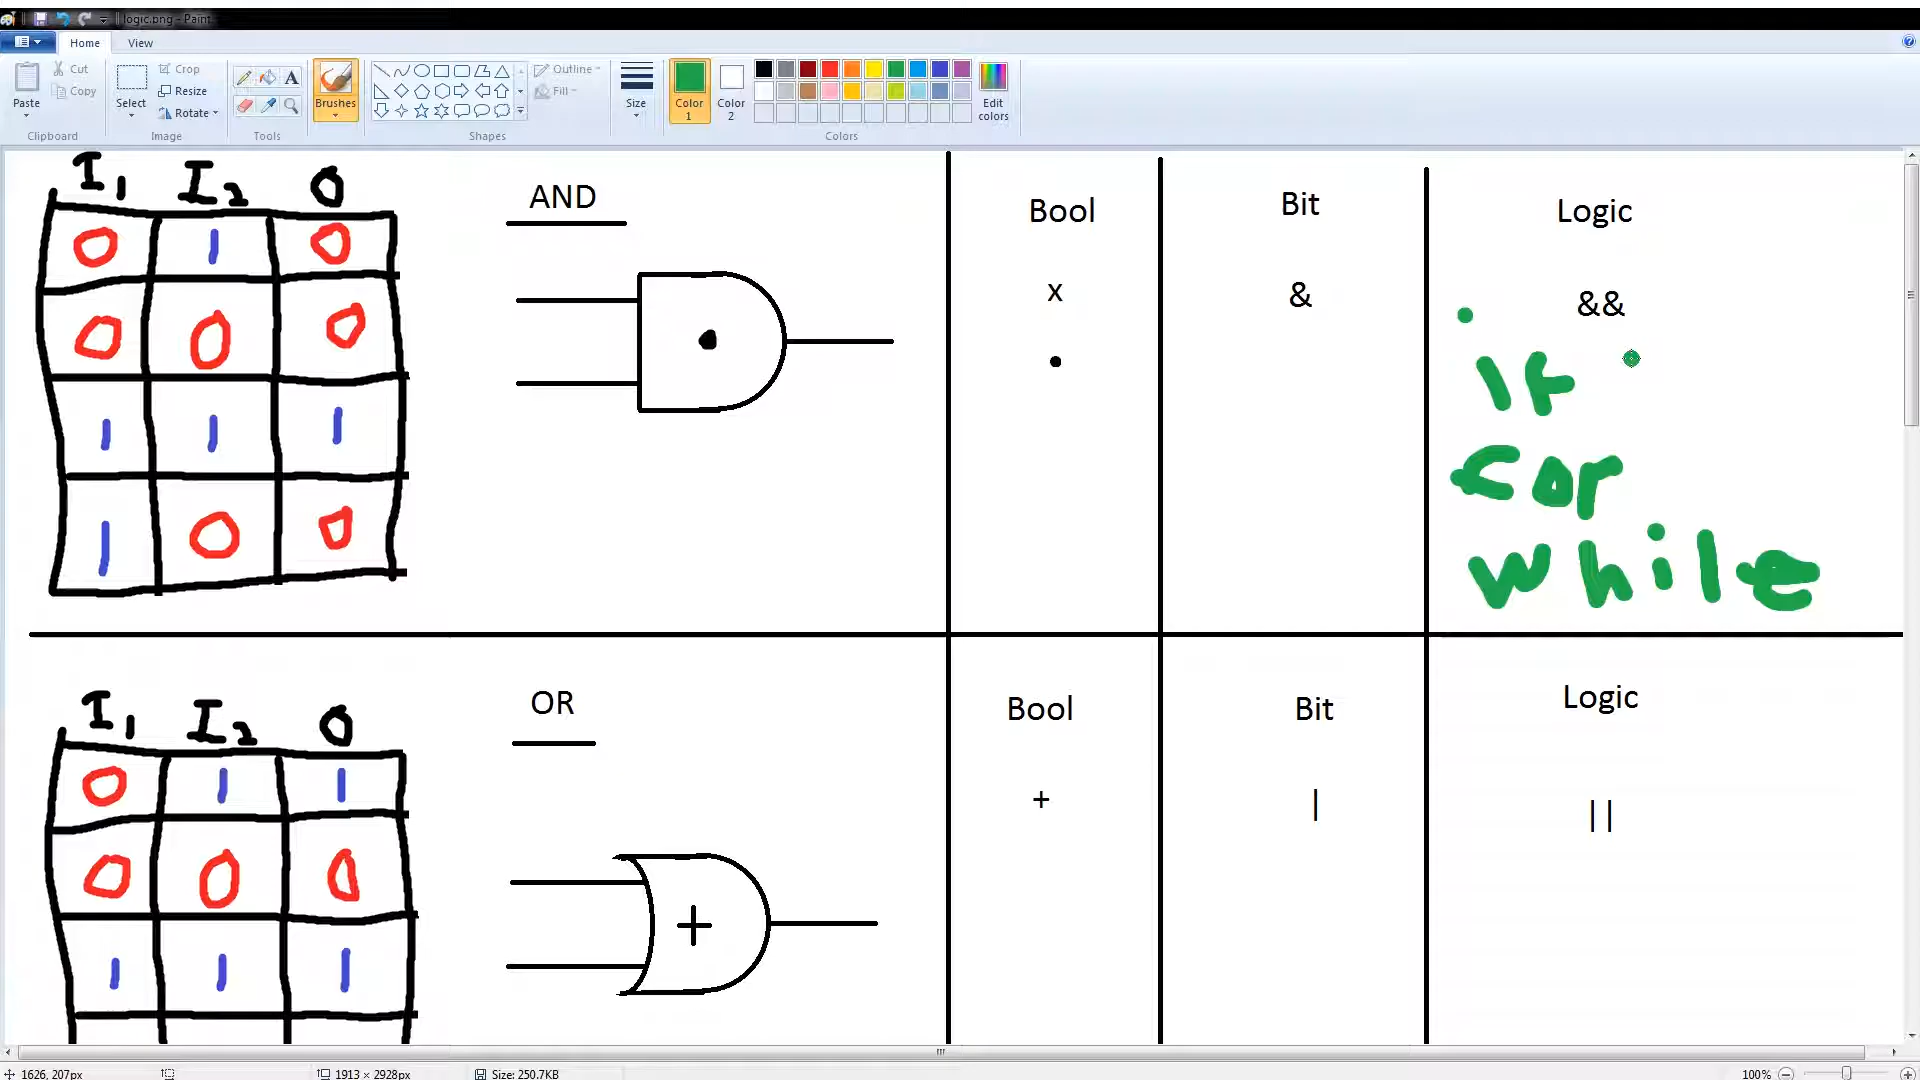 logic.png - Paint
Home View
Paste
Cut
Copy
Clipboard
Select
Crop
Resize
Rotate
Image
A
Tools
Brushes
Shapes
Outline
Fill
Size
Color 1
Color 2
Edit colors
Colors
I1 I2 O
0 1 0
0 0 0
1 1 1
1 0 0
AND
Bool
x
•
Bit
&
Logic
&&
if
for
while
I1 I2 O
0 1 1
0 0 0
1 1 1
OR
+
Bool
+
Bit
|
Logic
||
1626, 207px
1913 × 2928px
Size: 250.7KB
100%